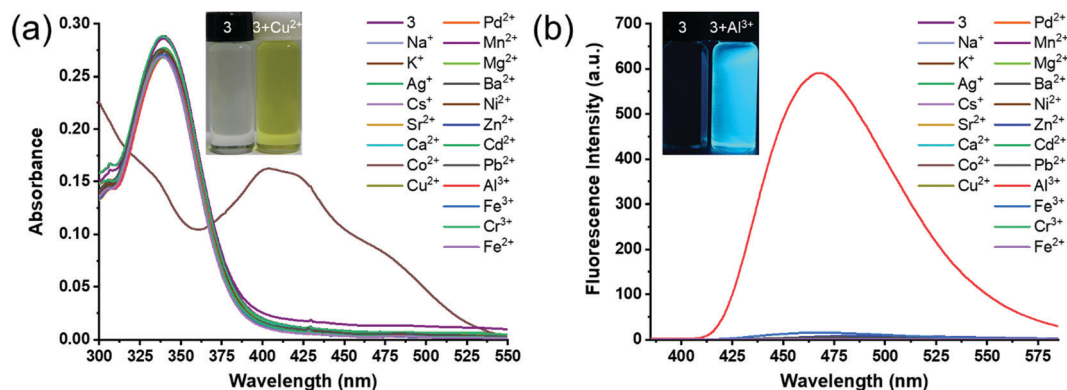 (a)
3 3+Cu²⁺
3 Pd²⁺
Na⁺ Mn²⁺
K⁺ Mg²⁺
Ag⁺ Ba²⁺
Cs⁺ Ni²⁺
Sr²⁺ Zn²⁺
Ca²⁺ Cd²⁺
Co²⁺ Pb²⁺
Cu²⁺ Al³⁺
Fe³⁺
Cr³⁺
Fe²⁺
Absorbance
0.30
0.25
0.20
0.15
0.10
0.05
0.00
300 325 350 375 400 425 450 475 500 525 550
Wavelength (nm)
(b)
3 3+Al³⁺
3 Pd²⁺
Na⁺ Mn²⁺
K⁺ Mg²⁺
Ag⁺ Ba²⁺
Cs⁺ Ni²⁺
Sr²⁺ Zn²⁺
Ca²⁺ Cd²⁺
Co²⁺ Pb²⁺
Cu²⁺ Al³⁺
Fe³⁺
Cr³⁺
Fe²⁺
Fluorescence Intensity (a.u.)
700
600
500
400
300
200
100
0
400 425 450 475 500 525 550 575
Wavelength (nm)